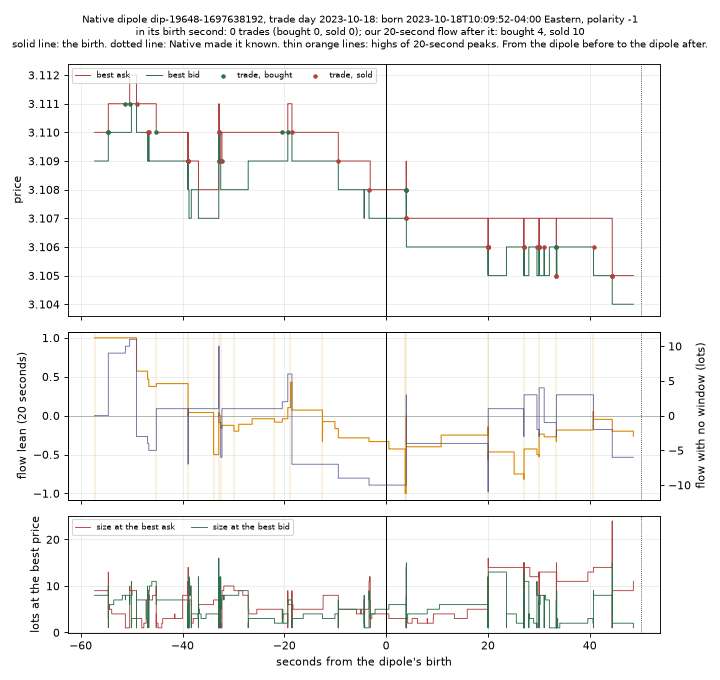 Native dipole dip-19648-1697638192, trade day 2023-10-18: born 2023-10-18T10:09:52-04:00 Eastern, polarity -1
in its birth second: 0 trades (bought 0, sold 0); our 20-second flow after it: bought 4, sold 10
solid line: the birth. dotted line: Native made it known. thin orange lines: highs of 20-second peaks. From the dipole before to the dipole after.
best ask
best bid
trade, bought
trade, sold
3.112
3.111
3.110
3.109
3.108
3.107
3.106
3.105
3.104
price
1.0
0.5
0.0
−0.5
−1.0
flow lean (20 seconds)
10
5
0
−5
−10
flow with no window (lots)
size at the best ask
size at the best bid
20
10
0
lots at the best price
−60
−40
−20
0
20
40
seconds from the dipole's birth